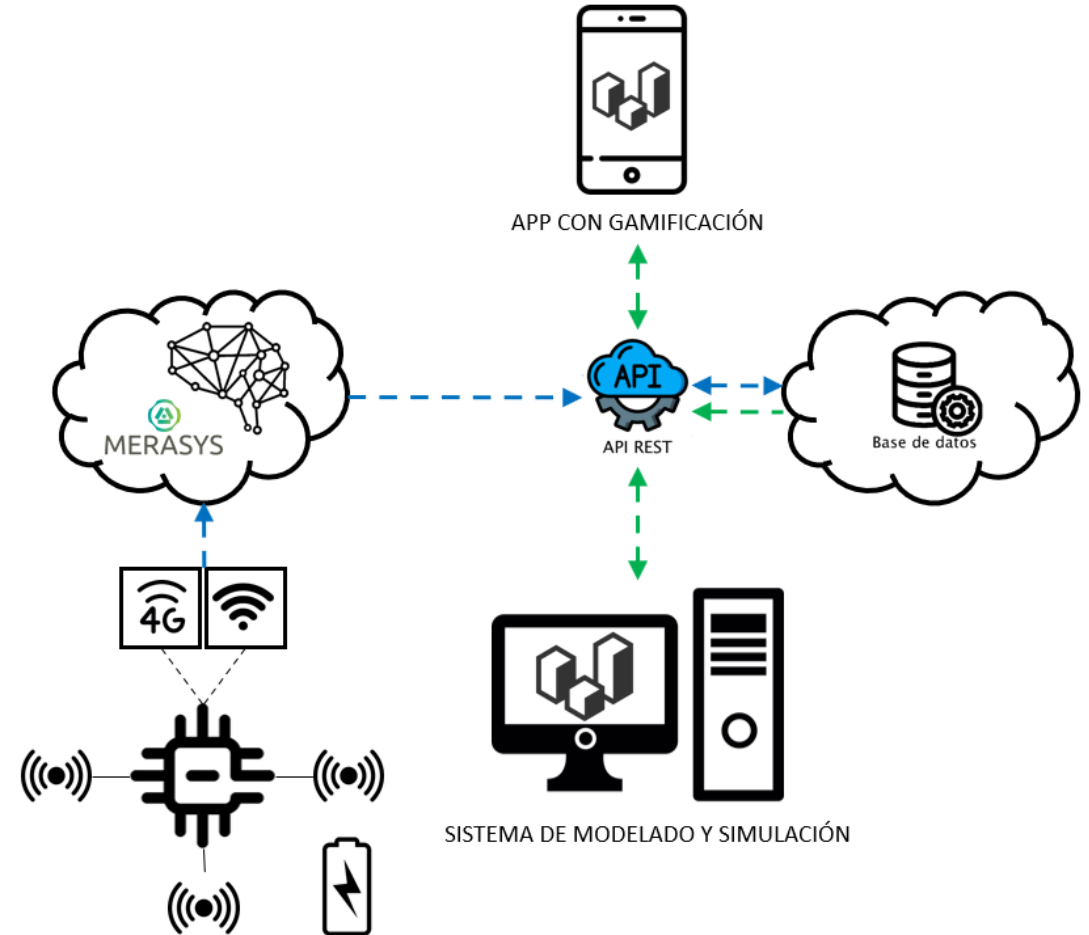 APP CON GAMIFICACIÓN
MERASYS
API
API REST
Base de datos
4G
SISTEMA DE MODELADO Y SIMULACIÓN